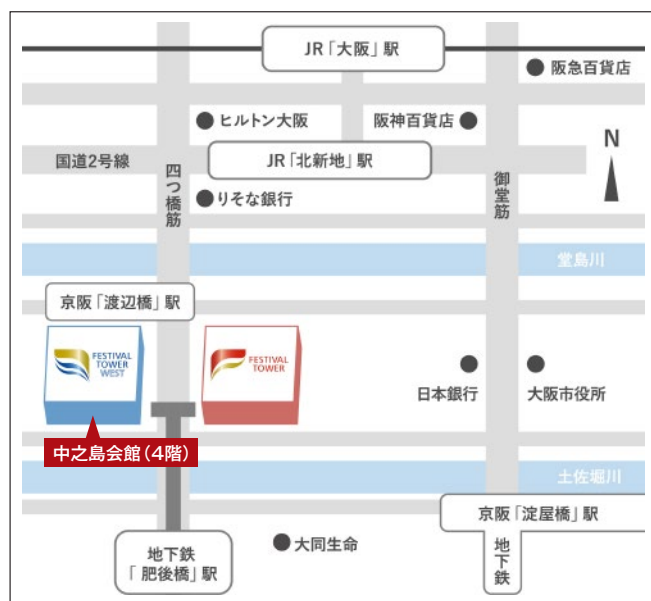 JR「大阪」駅
阪急百貨店
ヒルトン大阪
阪神百貨店
N
国道2号線
JR「北新地」駅
四つ橋筋
御堂筋
りそな銀行
堂島川
京阪「渡辺橋」駅
FESTIVAL
TOWER
WEST
FESTIVAL
TOWER
日本銀行
大阪市役所
中之島会館(4階)
土佐堀川
京阪「淀屋橋」駅
地下鉄
大同生命
地下鉄
「肥後橋」駅